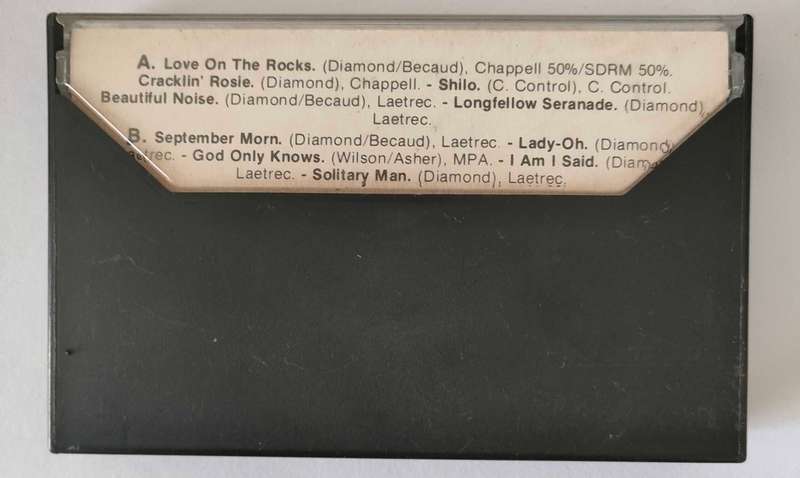 A. Love On The Rocks. (Diamond/Becaud), Chappell 50%/SDRM 50%.
Cracklin' Rosie. (Diamond), Chappell. - Shilo. (C. Control), C. Control.
Beautiful Noise. (Diamond/Becaud), Laetrec. - Longfellow Seranade. (Diamond),
Laetrec.
B. September Morn. (Diamond/Becaud), Laetrec. - Lady-Oh. (Diamond),
Laetrec. - God Only Knows. (Wilson/Asher), MPA. - I Am I Said.
Laetrec. - Solitary Man. (Diamond), Laetrec.